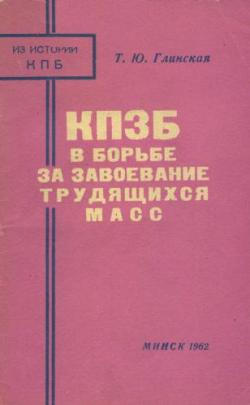 ИЗ ИСТОРИИ
КПБ
Т. Ю. Глинская
КПЗБ
В БОРЬБЕ
ЗА ЗАВОЕВАНИЕ
ТРУДЯЩИХСЯ
МАСС
МИНСК 1962